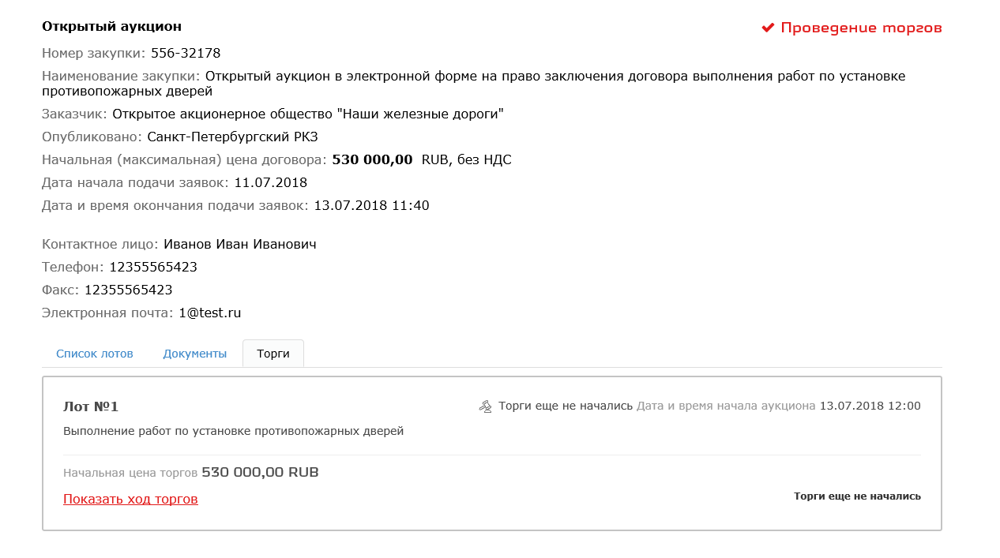 Открытый аукцион
Проведение торгов
Номер закупки: 556-32178
Наименование закупки: Открытый аукцион в электронной форме на право заключения договора выполнения работ по установке
противопожарных дверей
Заказчик: Открытое акционерное общество "Наши железные дороги"
Опубликовано: Санкт-Петербургский РКЗ
Начальная (максимальная) цена договора: 530 000,00 RUB, без НДС
Дата начала подачи заявок: 11.07.2018
Дата и время окончания подачи заявок: 13.07.2018 11:40
Контактное лицо: Иванов Иван Иванович
Телефон: 12355565423
Факс: 12355565423
Электронная почта: 1@test.ru
Список лотов Документы Торги
Лот №1
Торги еще не начались Дата и время начала аукциона 13.07.2018 12:00
Выполнение работ по установке противопожарных дверей
Начальная цена торгов 530 000,00 RUB
Показать ход торгов
Торги еще не начались